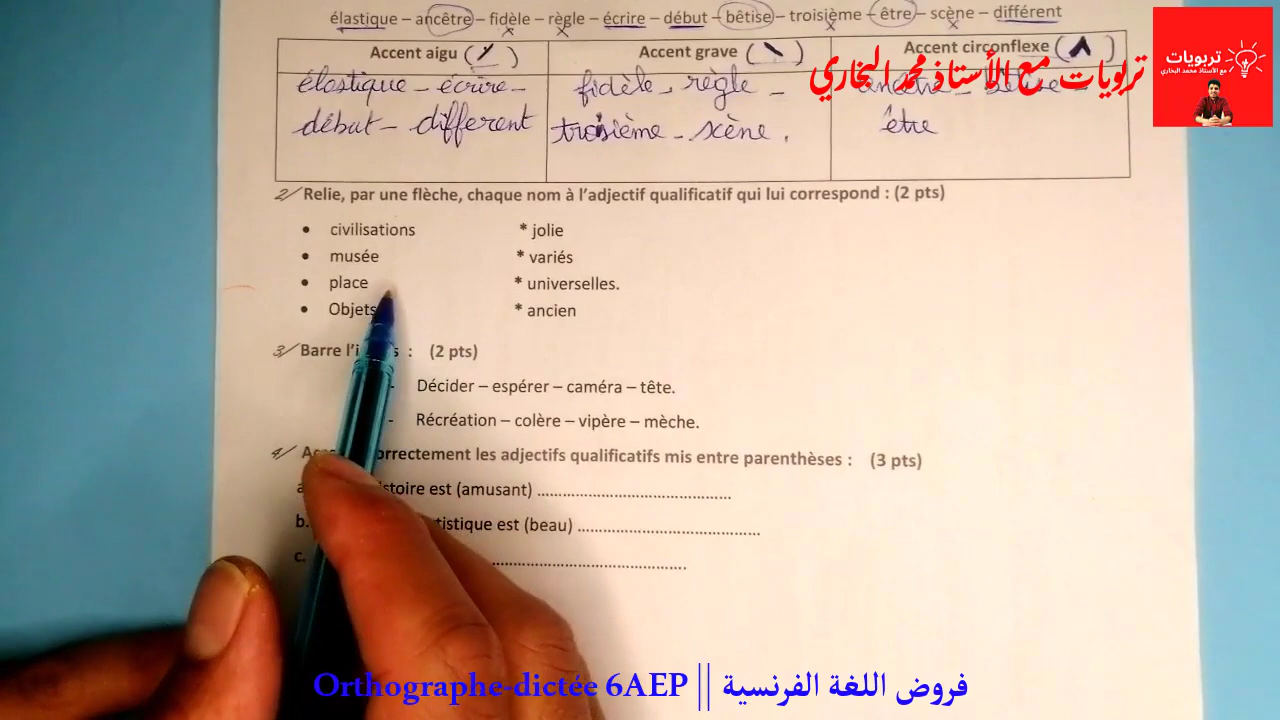 élastique – ancêtre – fidèle – règle – écrire – début – bêtise – troisième – être – scène – différent
Accent aigu ( ) Accent grave ( ) Accent circonflexe ( )
élastique – écrire – fidèle – règle –
début – différent troisième – scène . être
تربويات مع الأستاذ محمد البخاري
تربويات
مع الأستاذ محمد البخاري
2/ Relie, par une flèche, chaque nom à l'adjectif qualificatif qui lui correspond : (2 pts)
• civilisations * jolie
• musée * variés
• place * universelles.
• Objets * ancien
3/ Barre l'i s : (2 pts)
- Décider – espérer – caméra – tête.
- Récréation – colère – vipère – mèche.
4/ orrectement les adjectifs qualificatifs mis entre parenthèses : (3 pts)
stoire est (amusant) ................................................
b. tistique est (beau) ................................................
c. ................................................
Orthographe-dictée 6AEP || فروض اللغة الفرنسية